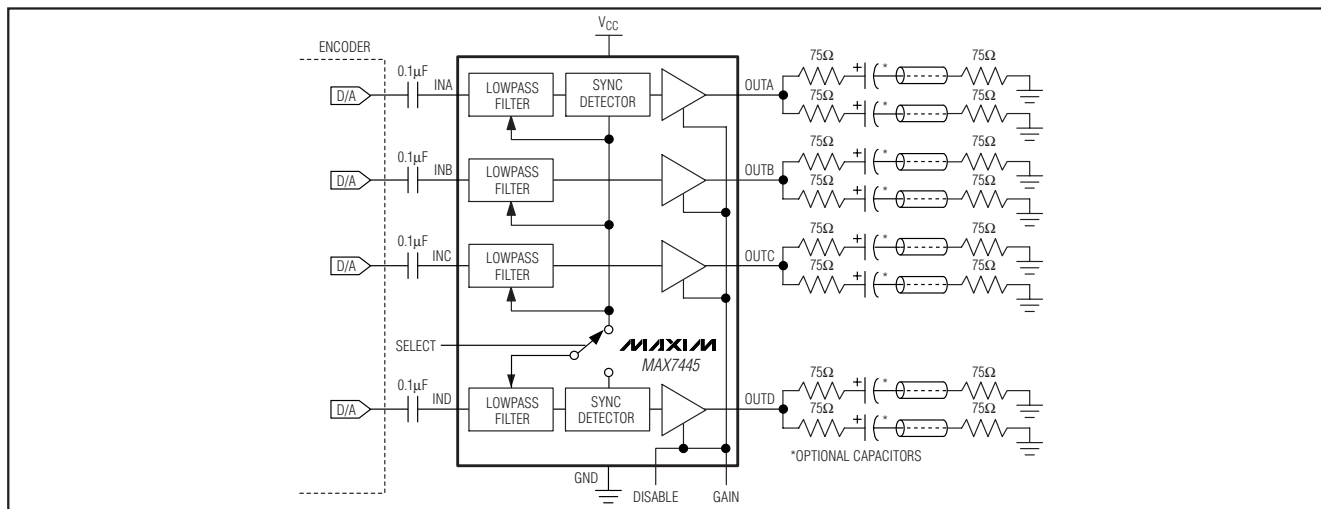 VCC
ENCODER
D/A
0.1µF
INA
LOWPASS
FILTER
SYNC
DETECTOR
OUTA
75Ω
+
*
75Ω
75Ω
+
*
75Ω
D/A
0.1µF
INB
LOWPASS
FILTER
OUTB
75Ω
+
*
75Ω
75Ω
+
*
75Ω
D/A
0.1µF
INC
LOWPASS
FILTER
OUTC
75Ω
+
*
75Ω
75Ω
+
*
75Ω
SELECT
MAXIM
MAX7445
D/A
0.1µF
IND
LOWPASS
FILTER
SYNC
DETECTOR
OUTD
75Ω
+
*
75Ω
75Ω
+
*
75Ω
*OPTIONAL CAPACITORS
GND
DISABLE
GAIN